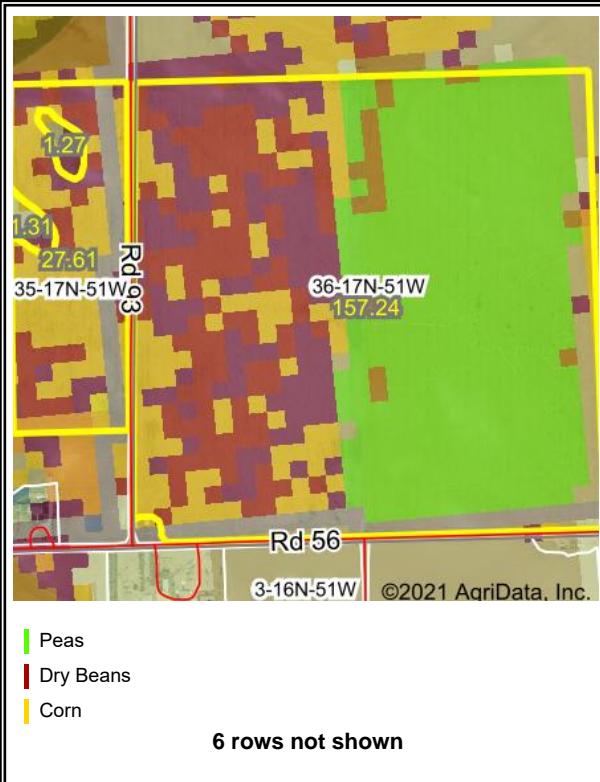 1.27
1.31
27.61
35-17N-51W
Rd 93
36-17N-51W
157.24
Rd 56
3-16N-51W
©2021 AgriData, Inc.
Peas
Dry Beans
Corn
6 rows not shown